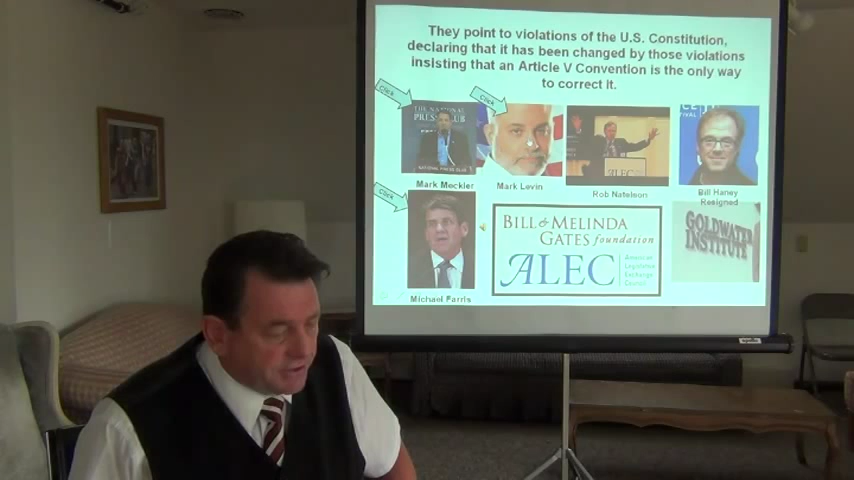 They point to violations of the U.S. Constitution,
declaring that it has been changed by those violations
insisting that an Article V Convention is the only way
to correct it.
Click
Click
THE NATIONAL
PRESS CLUB
ALEC
Mark Meckler
Mark Levin
Rob Natelson
Bill Haney
Resigned
Click
Michael Farris
BILL & MELINDA
GATES foundation
ALEC
American
Legislative
Exchange
Council
GOLDWATER
INSTITUTE